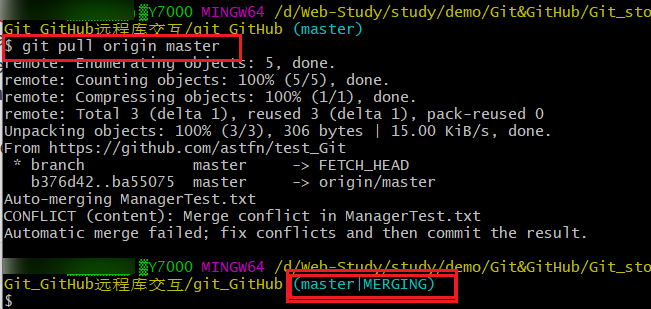 Y7000 MINGW64 /d/Web-Study/study/demo/Git&GitHub/Git_sto
Git_GitHub远程库交互/git_GitHub (master)
$ git pull origin master
remote: Enumerating objects: 5, done.
remote: Counting objects: 100% (5/5), done.
remote: Compressing objects: 100% (1/1), done.
remote: Total 3 (delta 1), reused 3 (delta 1), pack-reused 0
Unpacking objects: 100% (3/3), 306 bytes | 15.00 KiB/s, done.
From https://github.com/astfn/test_Git
 * branch            master     -> FETCH_HEAD
   b376d42..ba55075  master     -> origin/master
Auto-merging ManagerTest.txt
CONFLICT (content): Merge conflict in ManagerTest.txt
Automatic merge failed; fix conflicts and then commit the result.
Y7000 MINGW64 /d/Web-Study/study/demo/Git&GitHub/Git_sto
Git_GitHub远程库交互/git_GitHub (master|MERGING)
$